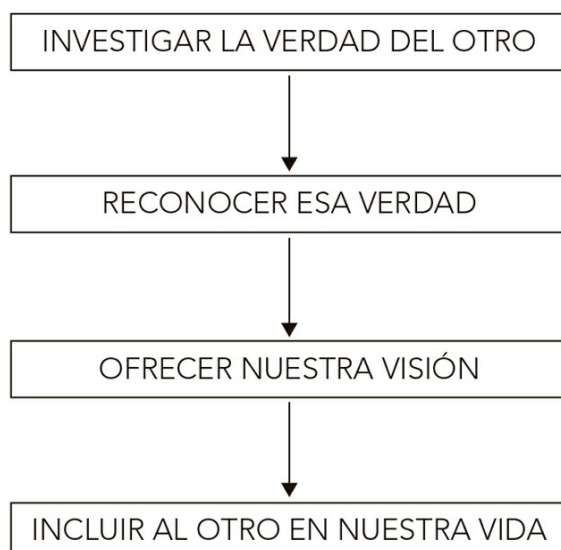 INVESTIGAR LA VERDAD DEL OTRO
RECONOCER ESA VERDAD
OFRECER NUESTRA VISIÓN
INCLUIR AL OTRO EN NUESTRA VIDA